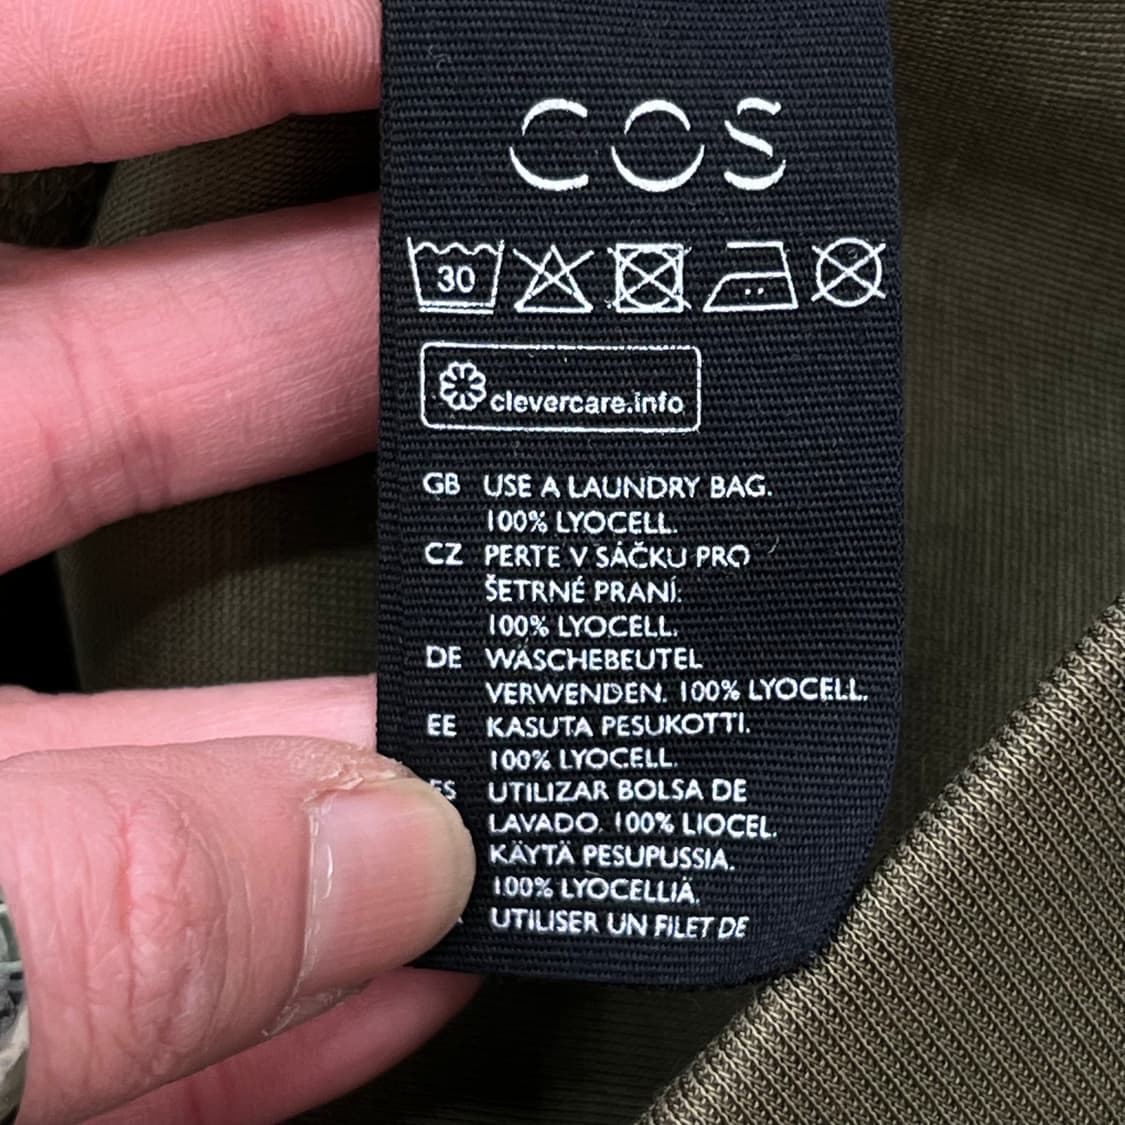 COS
30
clevercare.info
GB USE A LAUNDRY BAG.
100% LYOCELL.
CZ PERTE V SÁČKU PRO
ŠETRNÉ PRANÍ.
100% LYOCELL.
DE WÄSCHEBEUTEL
VERWENDEN. 100% LYOCELL.
EE KASUTA PESUKOTTI.
100% LYOCELL.
ES UTILIZAR BOLSA DE
LAVADO. 100% LIOCEL.
KÄYTÄ PESUPUSSIA.
100% LYOCELLIÄ.
UTILISER UN FILET DE